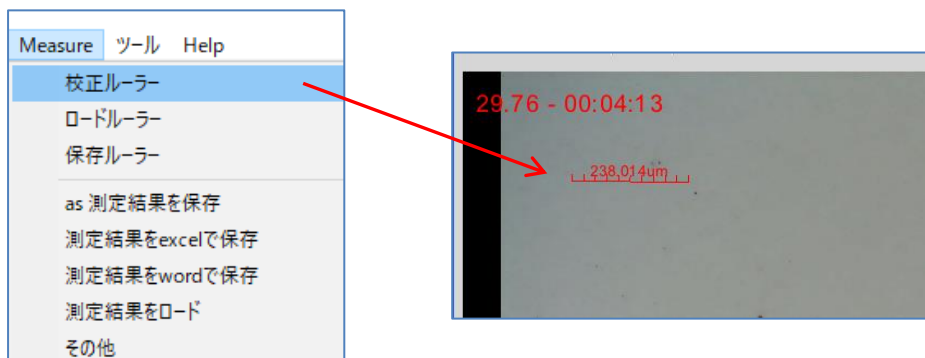 Measure ツール Help
校正ルーラー
ロードルーラー
保存ルーラー
as 測定結果を保存
測定結果をexcelで保存
測定結果をwordで保存
測定結果をロード
その他
29.76 - 00:04:13
238.014um